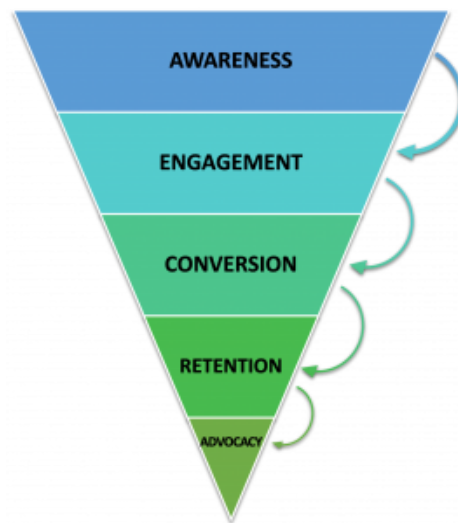 AWARENESS
ENGAGEMENT
CONVERSION
RETENTION
ADVOCACY